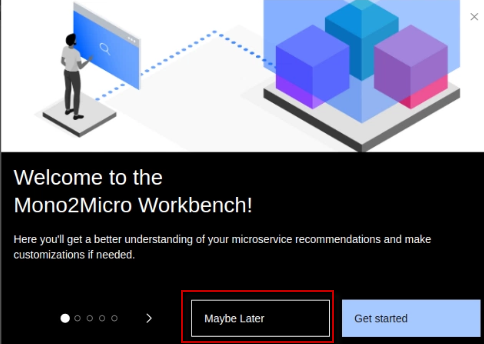 Welcome to the
Mono2Micro Workbench!
Here you'll get a better understanding of your microservice recommendations and make
customizations if needed.
Maybe Later
Get started